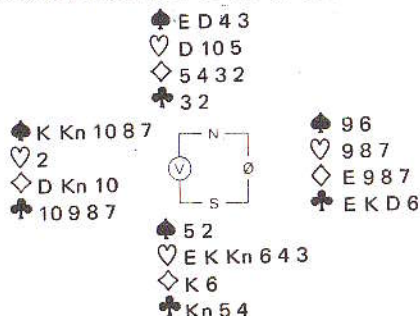 ♠ E D 4 3
♡ D 10 5
♢ 5 4 3 2
♣ 3 2
♠ K Kn 10 8 7
♡ 2
♢ D Kn 10
♣ 10 9 8 7
N
V Ø
S
♠ 9 6
♡ 9 8 7
♢ E 9 8 7
♣ E K D 6
♠ 5 2
♡ E K Kn 6 4 3
♢ K 6
♣ Kn 5 4